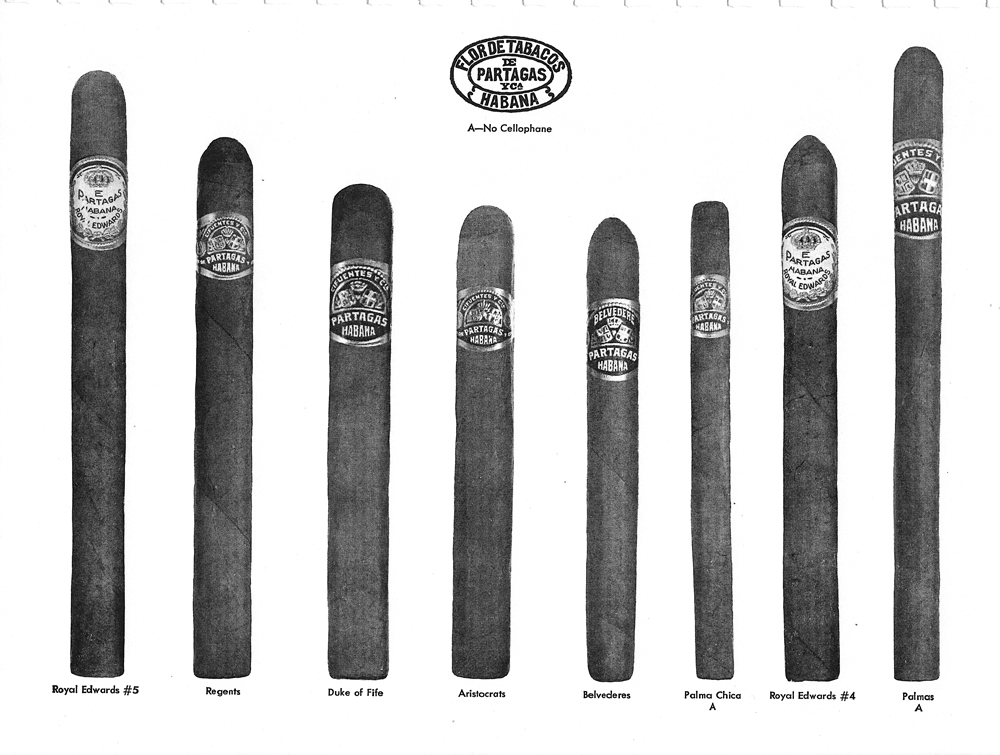 FLOR DE TABACOS
DE
PARTAGAS
Y Cª
HABANA
A—No Cellophane
E
PARTAGAS
HABANA
ROYAL EDWARDS
CIFUENTES Y Cª
PARTAGAS
HABANA
CIFUENTES Y Cª
PARTAGAS
HABANA
CIFUENTES Y Cª
PARTAGAS
HABANA
BELVEDERE
PARTAGAS
HABANA
PARTAGAS
HABANA
E
PARTAGAS
HABANA
ROYAL EDWARDS
UENTES Y
ARTAGA
HABANA
Royal Edwards #5
Regents
Duke of Fife
Aristocrats
Belvederes
Palma Chica
A
Royal Edwards #4
Palmas
A